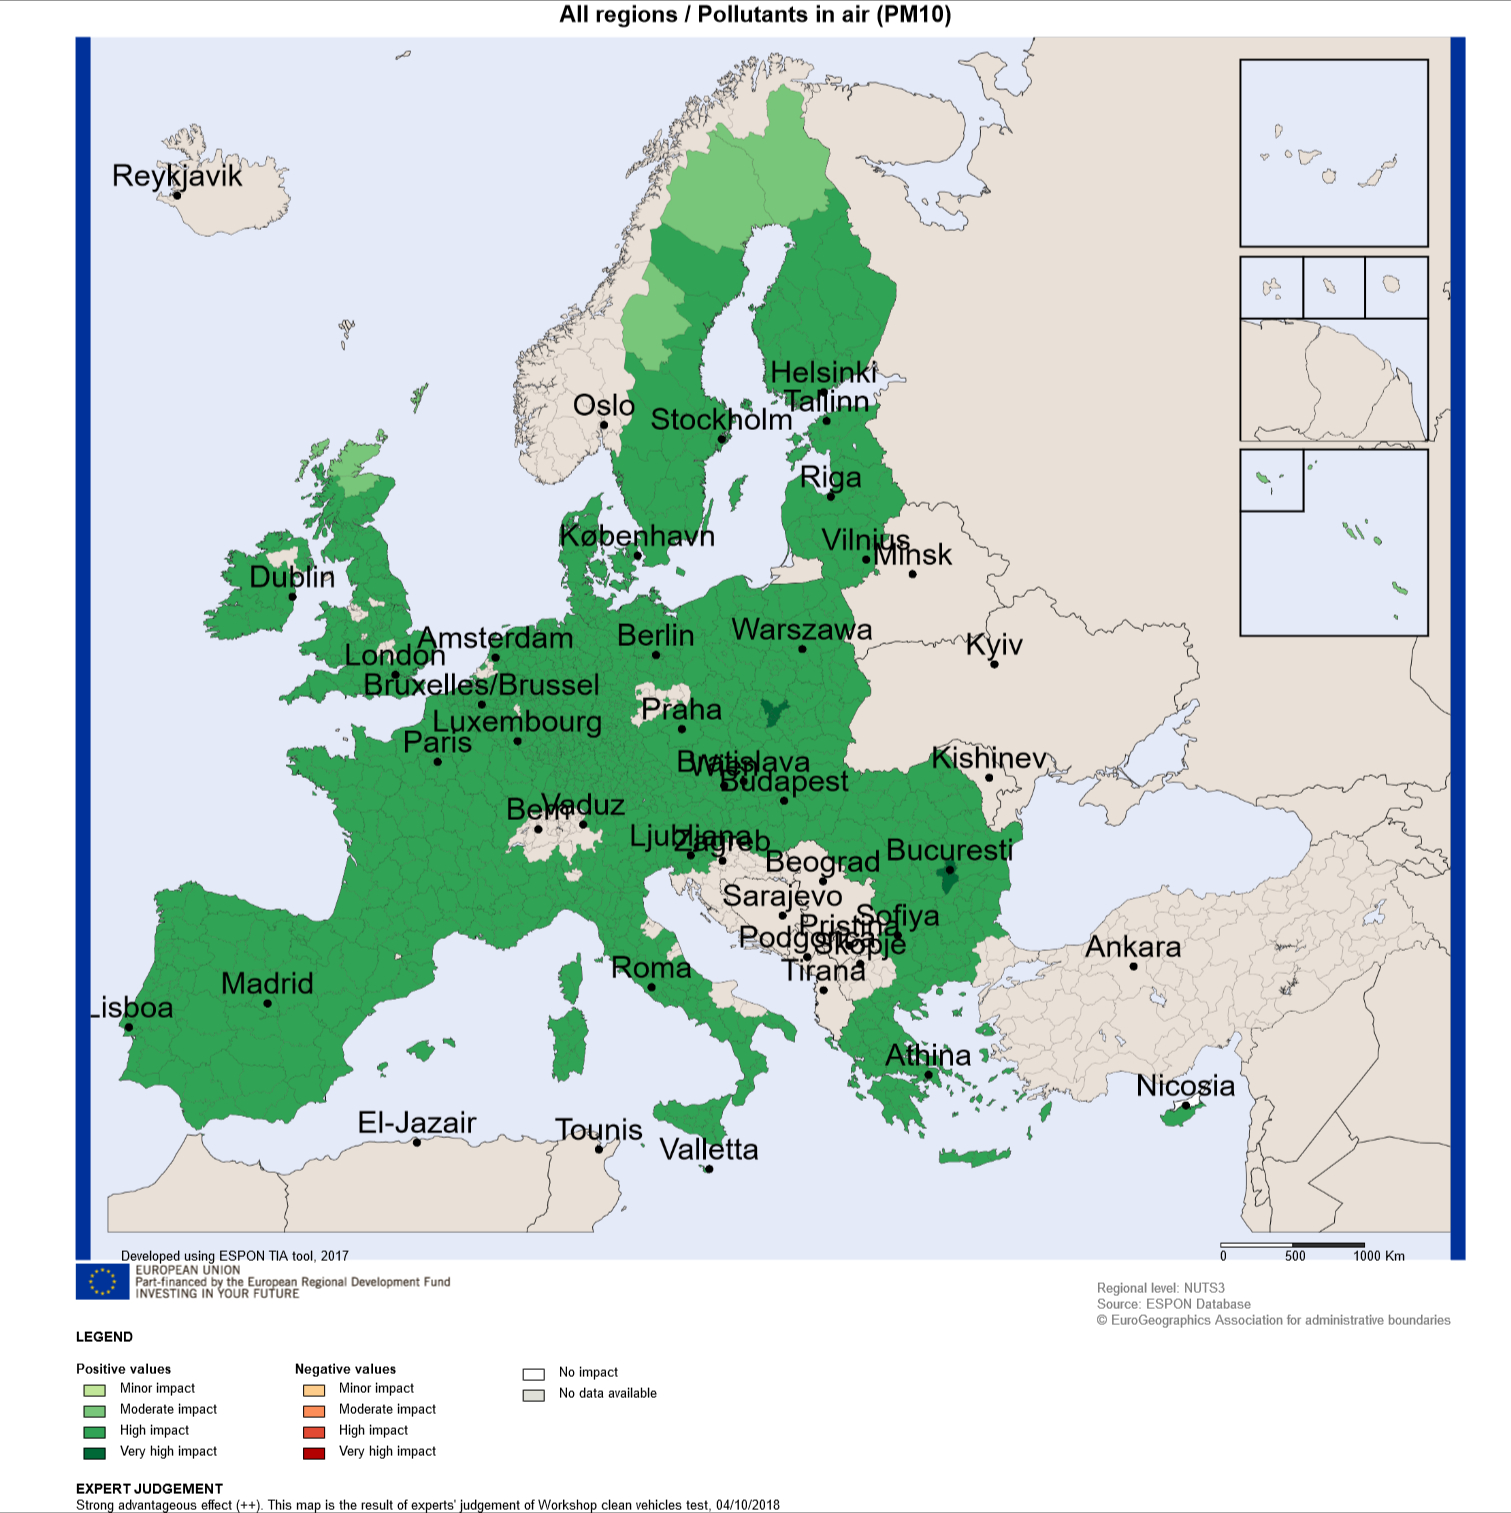 All regions / Pollutants in air (PM10)
Reykjavik
Helsinki
Tallinn
Oslo
Stockholm
Riga
København
Vilnius
Minsk
Dublin
Amsterdam
Berlin
Warszawa
London
Kyiv
Bruxelles/Brussel
Praha
Luxembourg
Paris
Bratislava
Wien
Kishinev
Budapest
Bern
Vaduz
Ljubljana
Zagreb
Beograd
Bucuresti
Sarajevo
Sofiya
Pristina
Podgorica
Skopje
Ankara
Roma
Tirana
Madrid
Lisboa
Athina
Nicosia
El-Jazair
Tounis
Valletta
Developed using ESPON TIA tool, 2017
0 500 1000 Km
EUROPEAN UNION
Part-financed by the European Regional Development Fund
INVESTING IN YOUR FUTURE
Regional level: NUTS3
Source: ESPON Database
© EuroGeographics Association for administrative boundaries
LEGEND
Positive values
Minor impact
Moderate impact
High impact
Very high impact
Negative values
Minor impact
Moderate impact
High impact
Very high impact
No impact
No data available
EXPERT JUDGEMENT
Strong advantageous effect (++). This map is the result of experts' judgement of Workshop clean vehicles test, 04/10/2018